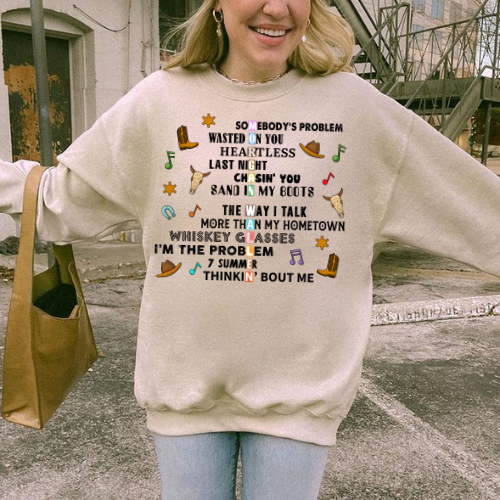 SOMEBODY'S PROBLEM
WASTED ON YOU
HEARTLESS
LAST NIGHT
CHASIN' YOU
SAND IN MY BOOTS
THE WAY I TALK
MORE THAN MY HOMETOWN
WHISKEY GLASSES
I'M THE PROBLEM
7 SUMMER
THINKIN' BOUT ME